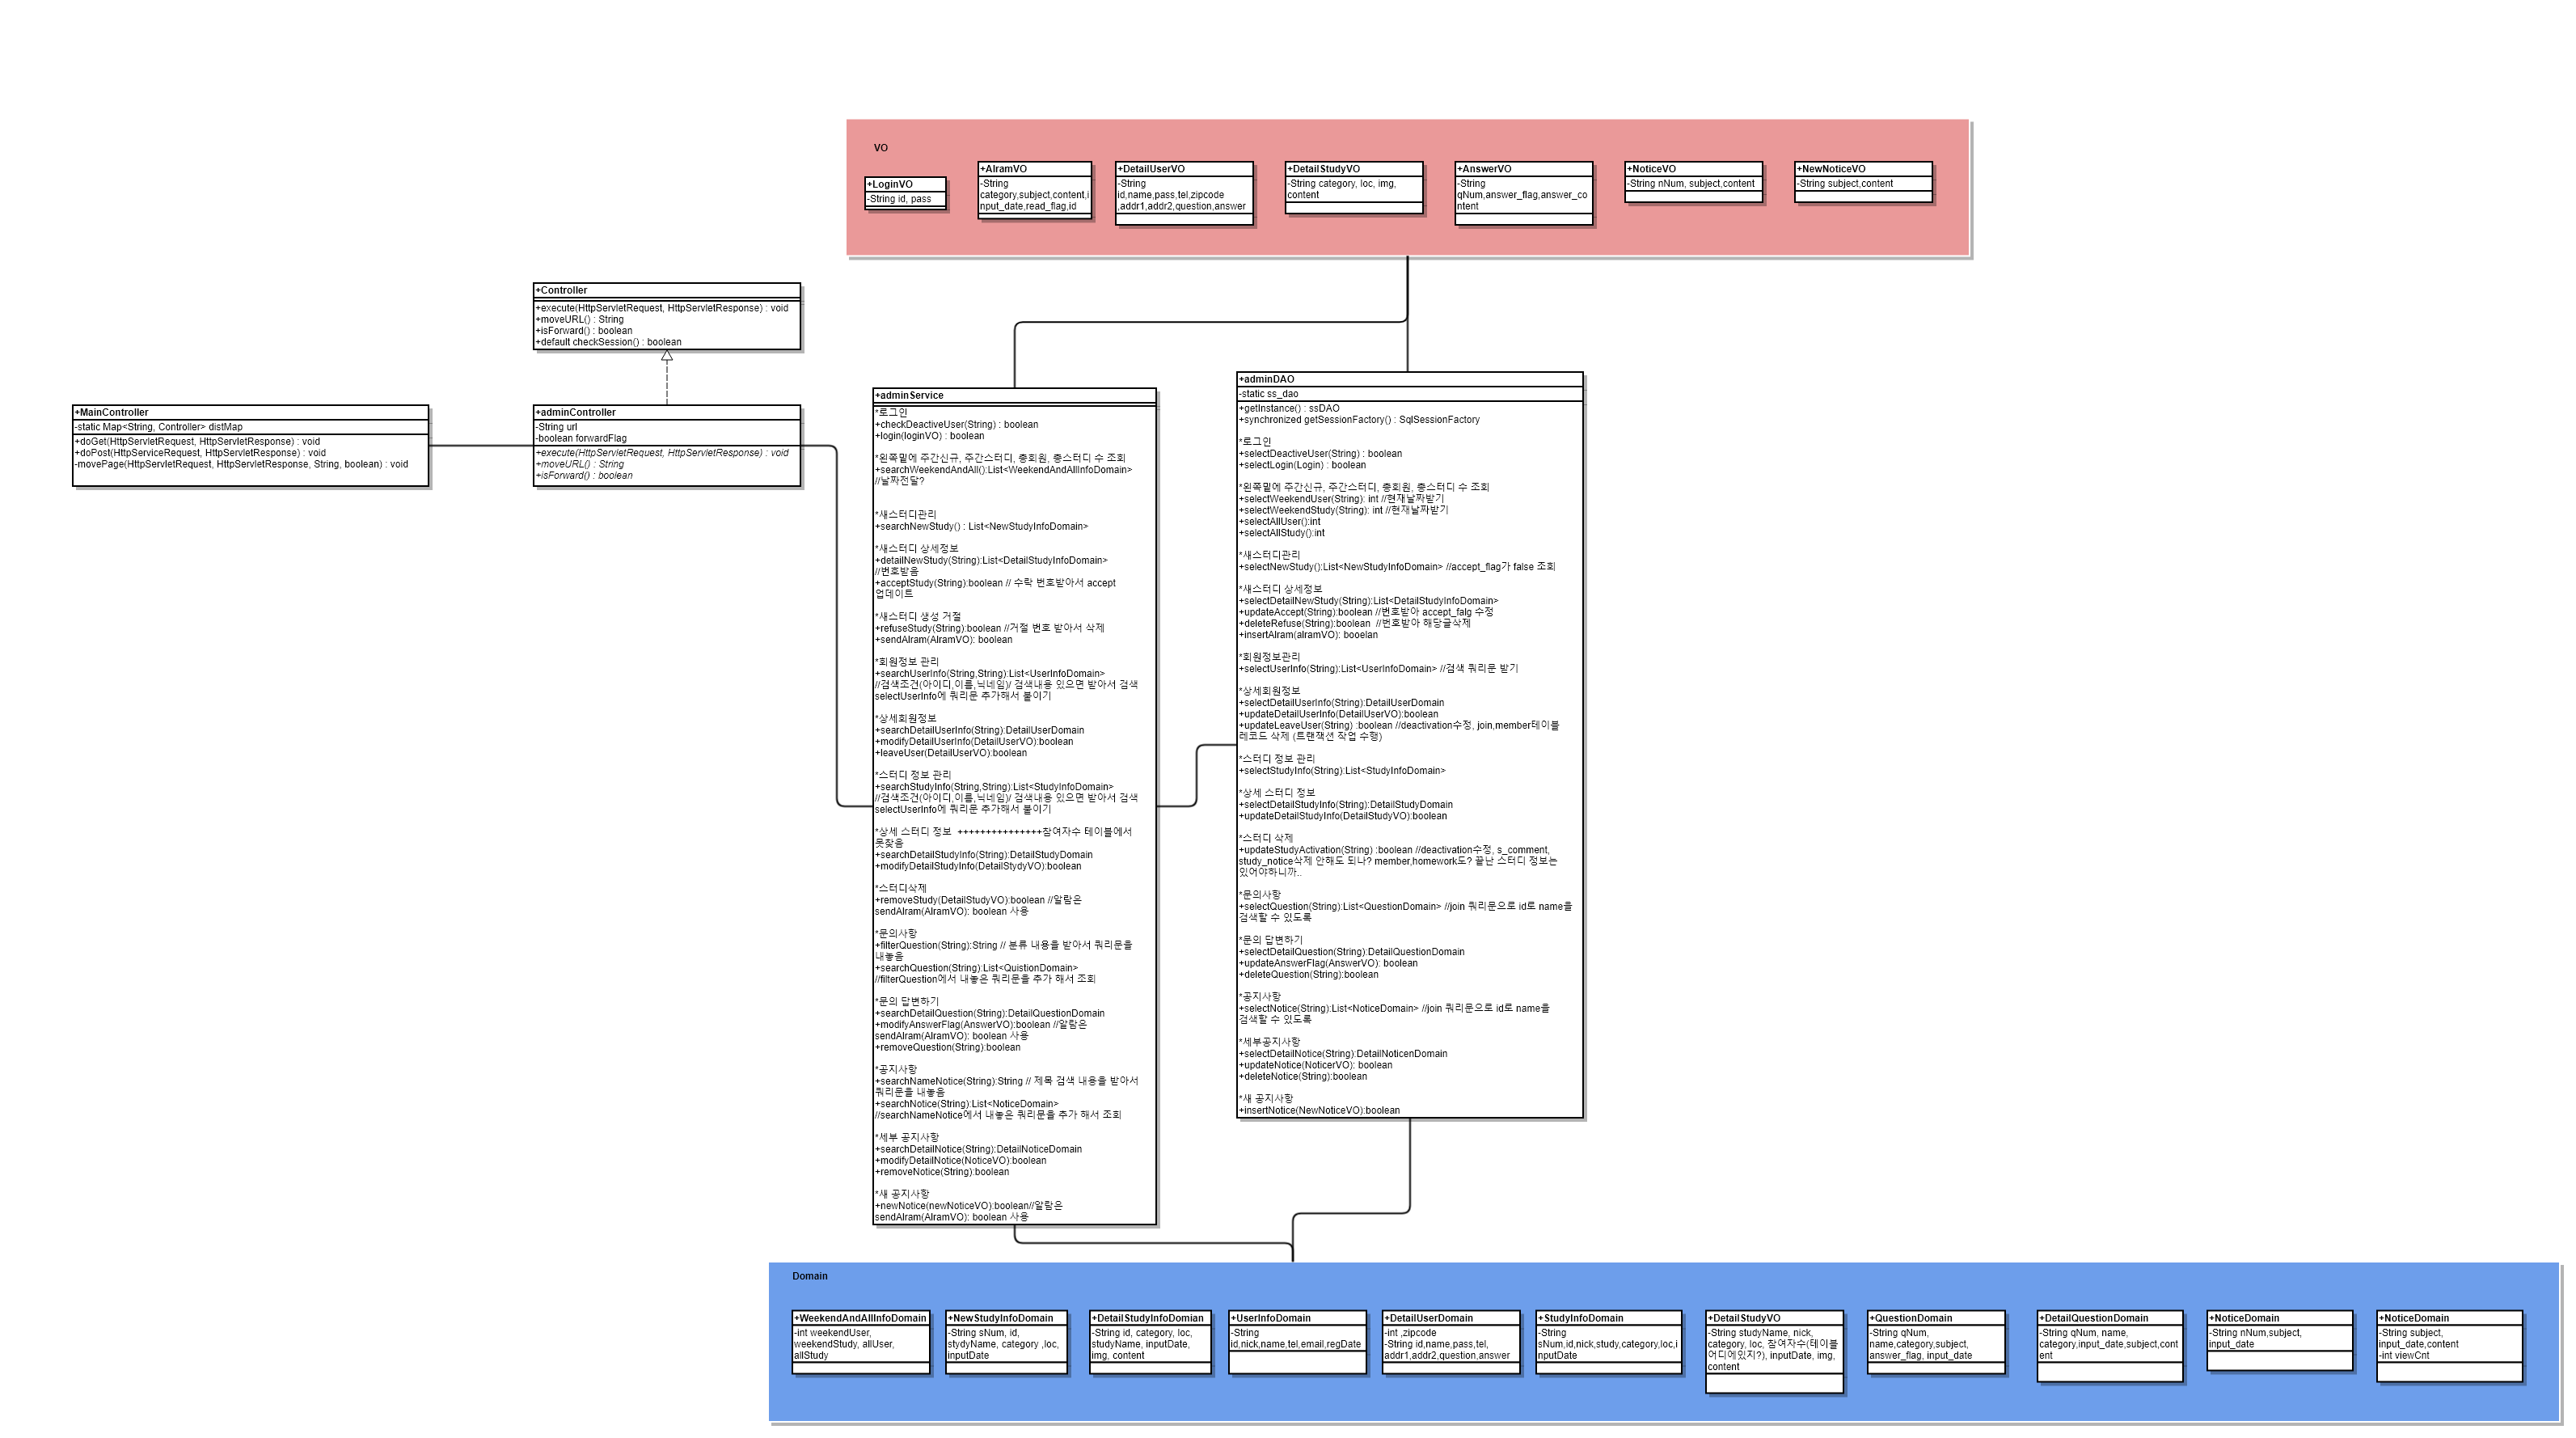 VO
+LoginVO
-String id, pass
+AlramVO
-String
category,subject,content,i
nput_date,read_flag,id
+DetailUserVO
-String
id,name,pass,tel,zipcode
,addr1,addr2,question,answer
+DetailStudyVO
-String category, loc, img,
content
+AnswerVO
-String
qNum,answer_flag,answer_co
ntent
+NoticeVO
-String nNum, subject,content
+NewNoticeVO
-String subject,content
+Controller
+execute(HttpServletRequest, HttpServletResponse) : void
+moveURL() : String
+isForward() : boolean
+default checkSession() : boolean
+MainController
-static Map<String, Controller> distMap
+doGet(HttpServletRequest, HttpServletResponse) : void
+doPost(HttpServiceRequest, HttpServletResponse) : void
-movePage(HttpServletRequest, HttpServletResponse, String, boolean) : void
+adminController
-String url
-boolean forwardFlag
+execute(HttpServletRequest, HttpServletResponse) : void
+moveURL() : String
+isForward() : boolean
+adminService
*로그인
+checkDeactiveUser(String) : boolean
+login(loginVO) : boolean
*왼쪽밑에 주간신규, 주간스터디, 총회원, 총스터디 수 조회
+searchWeekendAndAll():List<WeekendAndAllInfoDomain>
//날짜전달?
*새스터디관리
+searchNewStudy() : List<NewStudyInfoDomain>
*새스터디 상세정보
+detailNewStudy(String):List<DetailStudyInfoDomain>
//번호받음
+acceptStudy(String):boolean // 수락 번호받아서 accept
업데이트
*새스터디 생성 거절
+refuseStudy(String):boolean //거절 번호 받아서 삭제
+sendAlram(AlramVO): boolean
*회원정보 관리
+searchUserInfo(String,String):List<UserInfoDomain>
//검색조건(아이디,이름,닉네임)/ 검색내용 있으면 받아서 검색
selectUserInfo에 쿼리문 추가해서 붙이기
*상세회원정보
+searchDetailUserInfo(String):DetailUserDomain
+modifyDetailUserInfo(DetailUserVO):boolean
+leaveUser(DetailUserVO):boolean
*스터디 정보 관리
+searchStudyInfo(String,String):List<StudyInfoDomain>
//검색조건(아이디,이름,닉네임)/ 검색내용 있으면 받아서 검색
selectUserInfo에 쿼리문 추가해서 붙이기
*상세 스터디 정보  +++++++++++++++참여자수 테이블에서
못찾음
+searchDetailStudyInfo(String):DetailStudyDomain
+modifyDetailStudyInfo(DetailStydyVO):boolean
*스터디삭제
+removeStudy(DetailStudyVO):boolean //알람은
sendAlram(AlramVO): boolean 사용
*문의사항
+filterQuestion(String):String // 분류 내용을 받아서 쿼리문을
내놓음
+searchQuestion(String):List<QuistionDomain>
//filterQuestion에서 내놓은 쿼리문을 추가 해서 조회
*문의 답변하기
+searchDetailQuestion(String):DetailQuestionDomain
+modifyAnswerFlag(AnswerVO):boolean //알람은
sendAlram(AlramVO): boolean 사용
+removeQuestion(String):boolean
*공지사항
+searchNameNotice(String):String // 제목 검색 내용을 받아서
쿼리문을 내놓음
+searchNotice(String):List<NoticeDomain>
//searchNameNotice에서 내놓은 쿼리문을 추가 해서 조회
*세부 공지사항
+searchDetailNotice(String):DetailNoticeDomain
+modifyDetailNotice(NoticeVO):boolean
+removeNotice(String):boolean
*새 공지사항
+newNotice(newNoticeVO):boolean//알람은
sendAlram(AlramVO): boolean 사용
+adminDAO
-static ss_dao
+getInstance() : ssDAO
+synchronized getSessionFactory() : SqlSessionFactory
*로그인
+selectDeactiveUser(String) : boolean
+selectLogin(Login) : boolean
*왼쪽밑에 주간신규, 주간스터디, 총회원, 총스터디 수 조회
+selectWeekendUser(String): int //현재날짜받기
+selectWeekendStudy(String): int //현재날짜받기
+selectAllUser():int
+selectAllStudy():int
*새스터디관리
+selectNewStudy():List<NewStudyInfoDomain> //accept_flag가 false 조회
*새스터디 상세정보
+selectDetailNewStudy(String):List<DetailStudyInfoDomain>
+updateAccept(String):boolean //번호받아 accept_falg 수정
+deleteRefuse(String):boolean  //번호받아 해당글삭제
+insertAlram(alramVO): booelan
*회원정보관리
+selectUserInfo(String):List<UserInfoDomain> //검색 쿼리문 받기
*상세회원정보
+selectDetailUserInfo(String):DetailUserDomain
+updateDetailUserInfo(DetailUserVO):boolean
+updateLeaveUser(String) :boolean //deactivation수정, join,member테이블
레코드 삭제 (트랜잭션 작업 수행)
*스터디 정보 관리
+selectStudyInfo(String):List<StudyInfoDomain>
*상세 스터디 정보
+selectDetailStudyInfo(String):DetailStudyDomain
+updateDetailStudyInfo(DetailStudyVO):boolean
*스터디 삭제
+updateStudyActivation(String) :boolean //deactivation수정, s_comment,
study_notice삭제 안해도 되나? member,homework도? 끝난 스터디 정보는
있어야하니까..
*문의사항
+selectQuestion(String):List<QuestionDomain> //join 쿼리문으로 id로 name을
검색할 수 있도록
*문의 답변하기
+selectDetailQuestion(String):DetailQuestionDomain
+updateAnswerFlag(AnswerVO): boolean
+deleteQuestion(String):boolean
*공지사항
+selectNotice(String):List<NoticeDomain> //join 쿼리문으로 id로 name을
검색할 수 있도록
*세부공지사항
+selectDetailNotice(String):DetailNoticenDomain
+updateNotice(NoticerVO): boolean
+deleteNotice(String):boolean
*새 공지사항
+insertNotice(NewNoticeVO):boolean
Domain
+WeekendAndAllInfoDomain
-int weekendUser,
weekendStudy, allUser,
allStudy
+NewStudyInfoDomain
-String sNum, id,
stydyName, category ,loc,
inputDate
+DetailStudyInfoDomian
-String id, category, loc,
studyName, inputDate,
img, content
+UserInfoDomain
-String
id,nick,name,tel,email,regDate
+DetailUserDomain
-int ,zipcode
-String id,name,pass,tel,
addr1,addr2,question,answer
+StudyInfoDomain
-String
sNum,id,nick,study,category,loc,i
nputDate
+DetailStudyVO
-String studyName, nick,
category, loc, 참여자수(테이블
어디에있지?), inputDate, img,
content
+QuestionDomain
-String qNum,
name,category,subject,
answer_flag, input_date
+DetailQuestionDomain
-String qNum, name,
category,input_date,subject,cont
ent
+NoticeDomain
-String nNum,subject,
input_date
+NoticeDomain
-String subject,
input_date,content
-int viewCnt